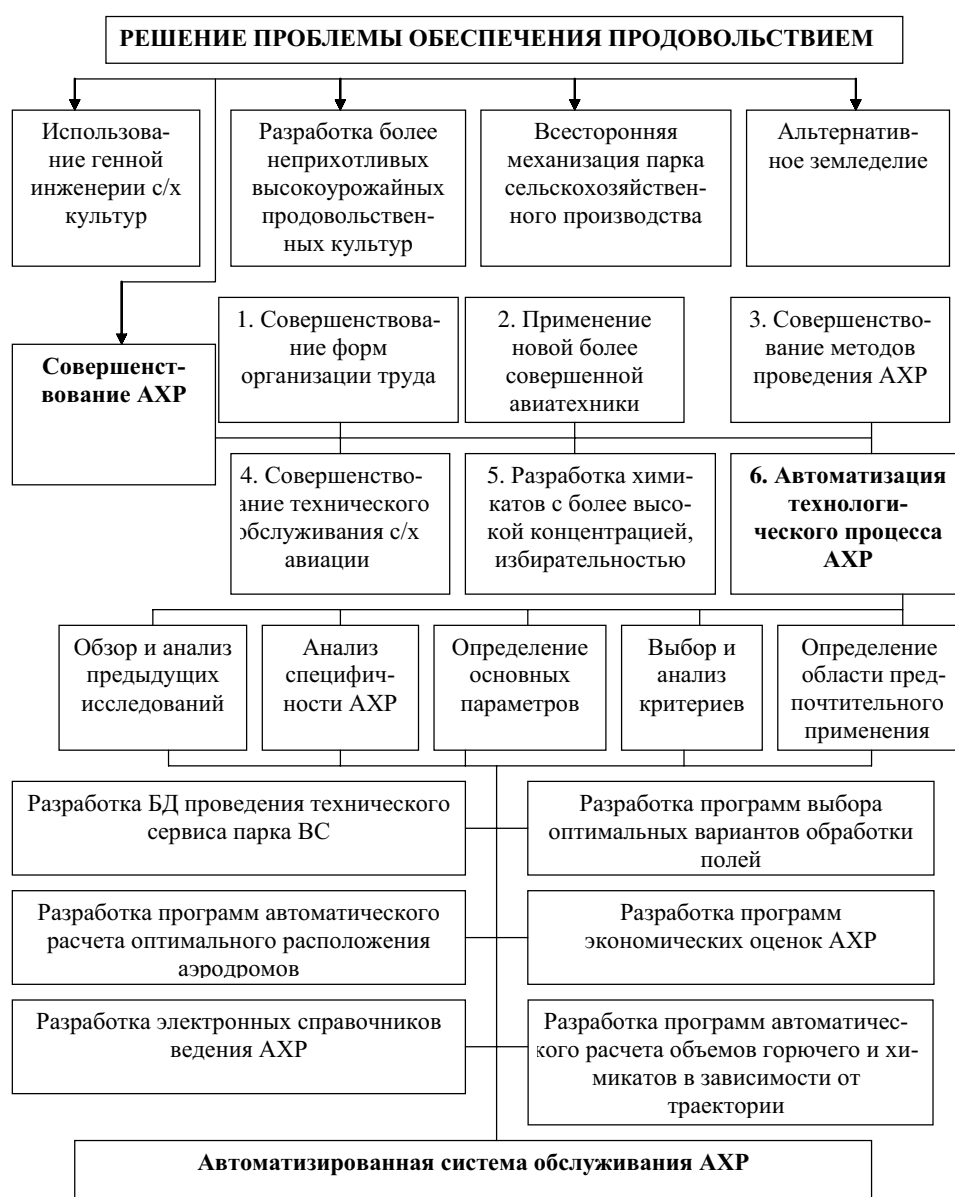 РЕШЕНИЕ ПРОБЛЕМЫ ОБЕСПЕЧЕНИЯ ПРОДОВОЛЬСТВИЕМ
Использова-
ние генной
инженерии с/х
культур
Разработка более
неприхотливых
высокоурожайных
продовольствен-
ных культур
Всесторонняя
механизация парка
сельскохозяйствен-
ного производства
Альтернатив-
ное земледелие
Совершенст-
вование АХР
1. Совершенствова-
ние форм
организации труда
2. Применение
новой более
совершенной
авиатехники
3. Совершенство-
вание методов
проведения АХР
4. Совершенство-
ание технического
обслуживания с/х
авиации
5. Разработка хими-
катов с более высо-
кой концентрацией,
избирательностью
6. Автоматизация
технологи-
ческого процесса
АХР
Обзор и анализ
предыдущих
исследований
Анализ
специфич-
ности АХР
Определение
основных
параметров
Выбор и
анализ
критериев
Определение
области пред-
почтительного
применения
Разработка БД проведения технического
сервиса парка ВС
Разработка программ выбора
оптимальных вариантов обработки
полей
Разработка программ автоматического
расчета оптимального расположения
аэродромов
Разработка программ
экономических оценок АХР
Разработка электронных справочников
ведения АХР
Разработка программ автоматичес-
кого расчета объемов горючего и хи-
микатов в зависимости от
траектории
Автоматизированная система обслуживания АХР